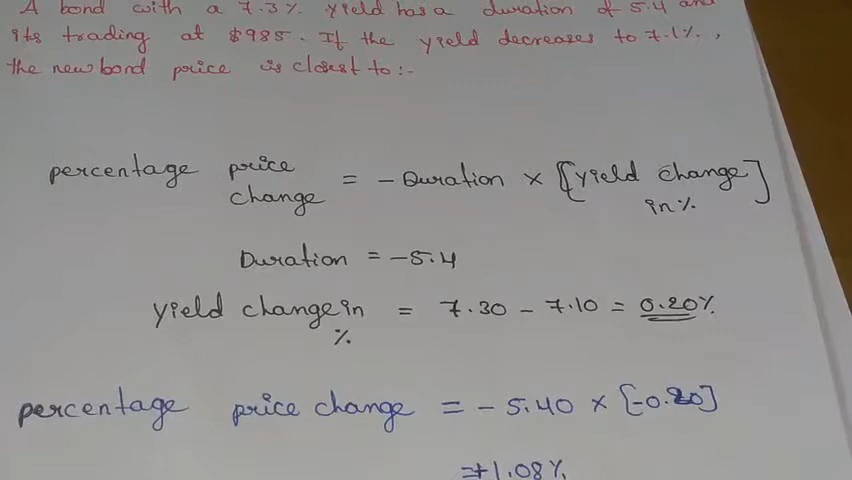 A bond with a 7.3% yield has a duration of 5.4 and
its trading at $985. If the yield decreases to 7.1%,
the new bond price is closest to:-
percentage price change = - Duration × [yield change in %]
Duration = -5.4
yield change in % = 7.30 - 7.10 = 0.20%
percentage price change = - 5.40 × [-0.20]
=+1.08%